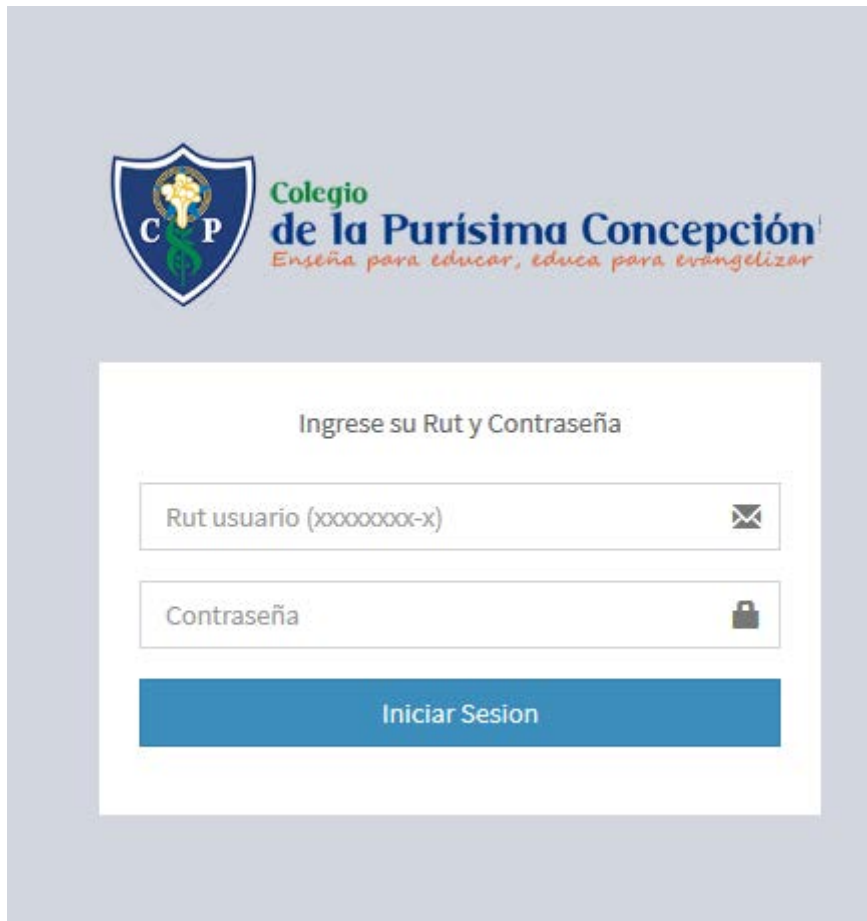 C P
Colegio
de la Purísima Concepción
Enseña para educar, educa para evangelizar
Ingrese su Rut y Contraseña
Rut usuario (xxxxxxxx-x)
Contraseña
Iniciar Sesion